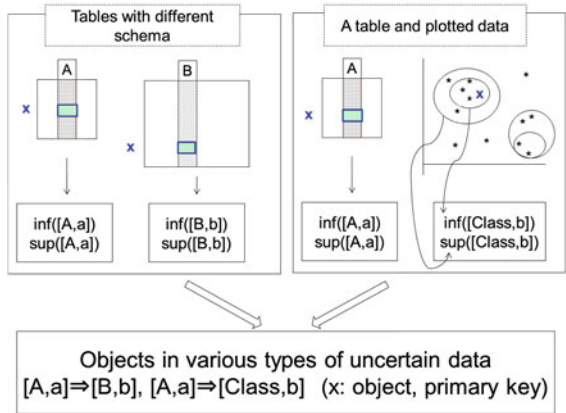 Tables with different
schema
A
B
x
x
inf([A,a])
sup([A,a])
inf([B,b])
sup([B,b])
A table and plotted data
A
x
x
inf([A,a])
sup([A,a])
inf([Class,b])
sup([Class,b])
Objects in various types of uncertain data
[A,a]⇒[B,b], [A,a]⇒[Class,b] (x: object, primary key)